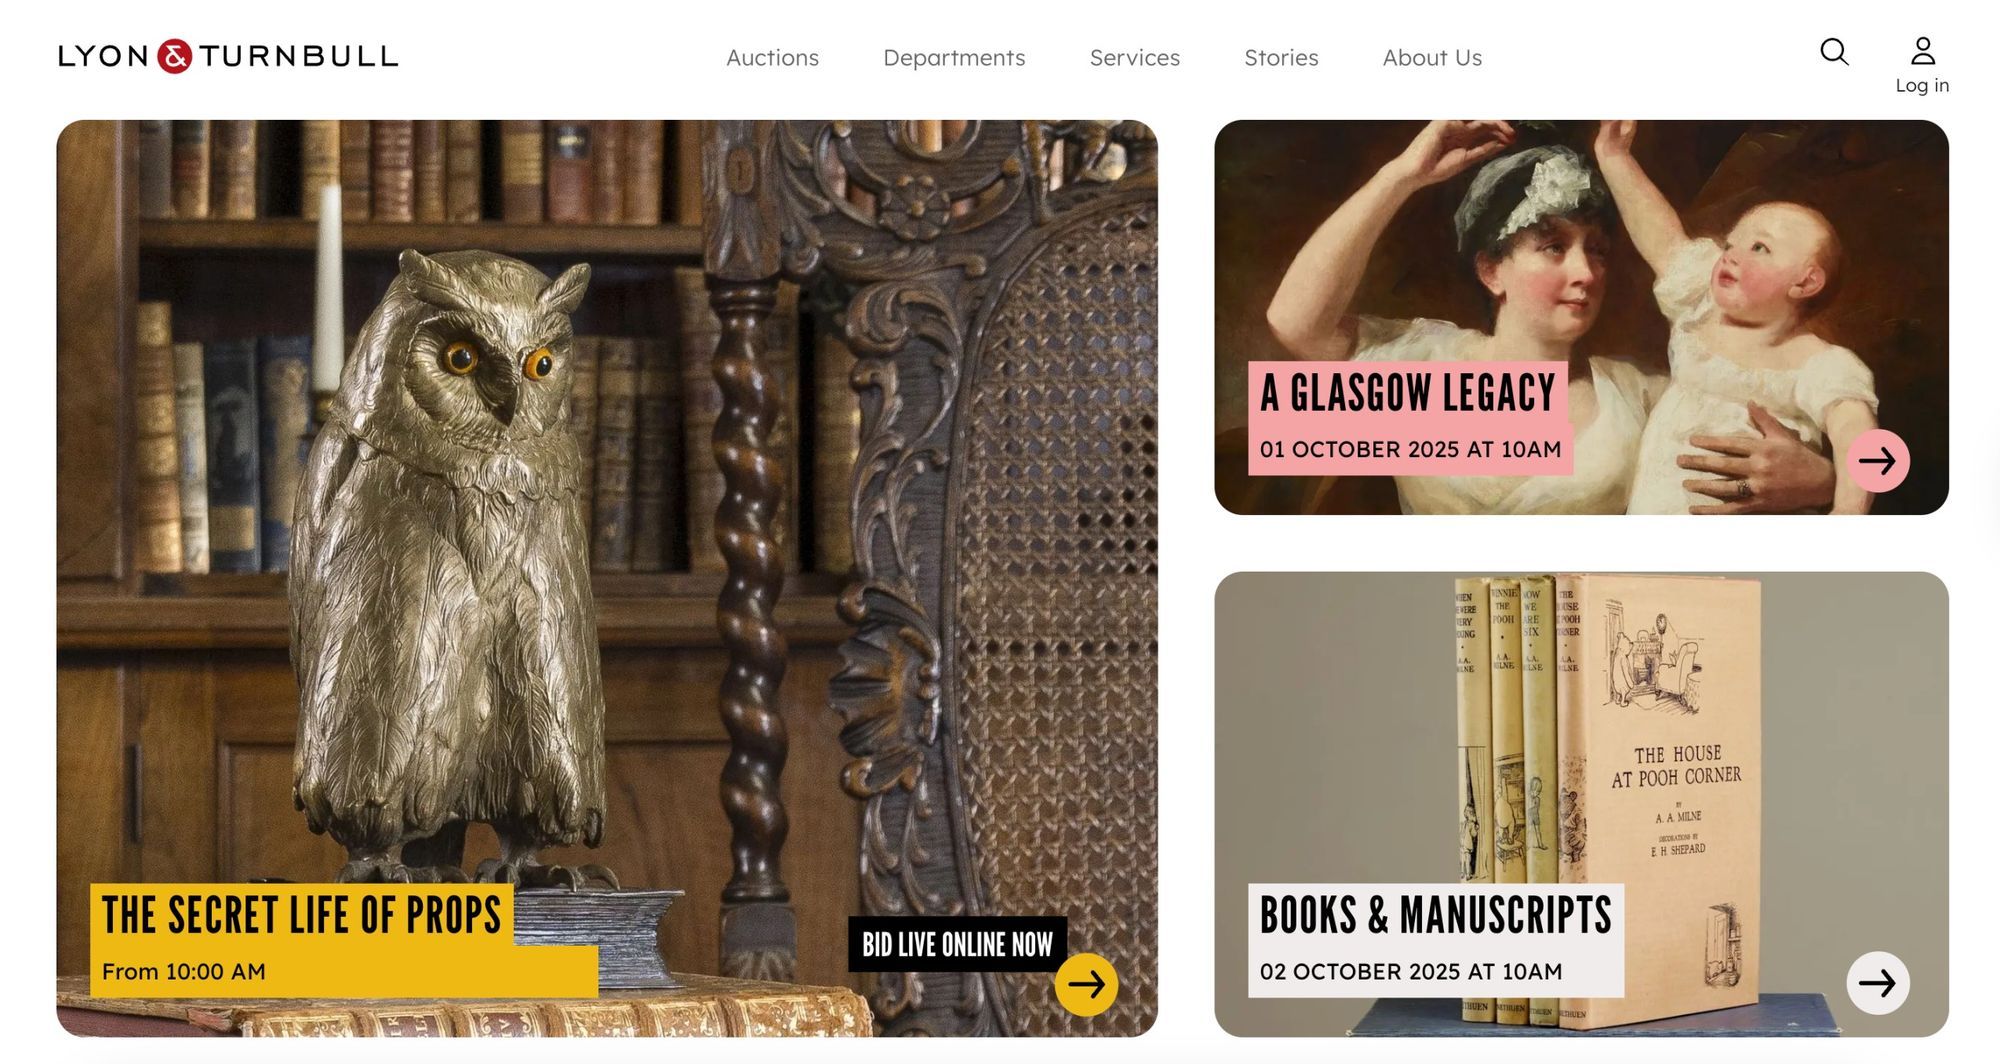 LYON & TURNBULL
Auctions
Departments
Services
Stories
About Us
Log in
THE SECRET LIFE OF PROPS
From 10:00 AM
BID LIVE ONLINE NOW
A GLASGOW LEGACY
01 OCTOBER 2025 AT 10AM
WHEN
WE WERE
VERY
YOUNG
A.A.
MILNE
WINNIE
THE
POOH
A.A.
MILNE
NOW
WE
ARE
SIX
A.A.
MILNE
THE
HOUSE
AT POOH
CORNER
A.A.
MILNE
THE HOUSE
AT POOH CORNER
BY
A. A. MILNE
DECORATIONS BY
E. H. SHEPARD
BOOKS & MANUSCRIPTS
02 OCTOBER 2025 AT 10AM
METHUEN
METHUEN
METHUEN
METHUEN